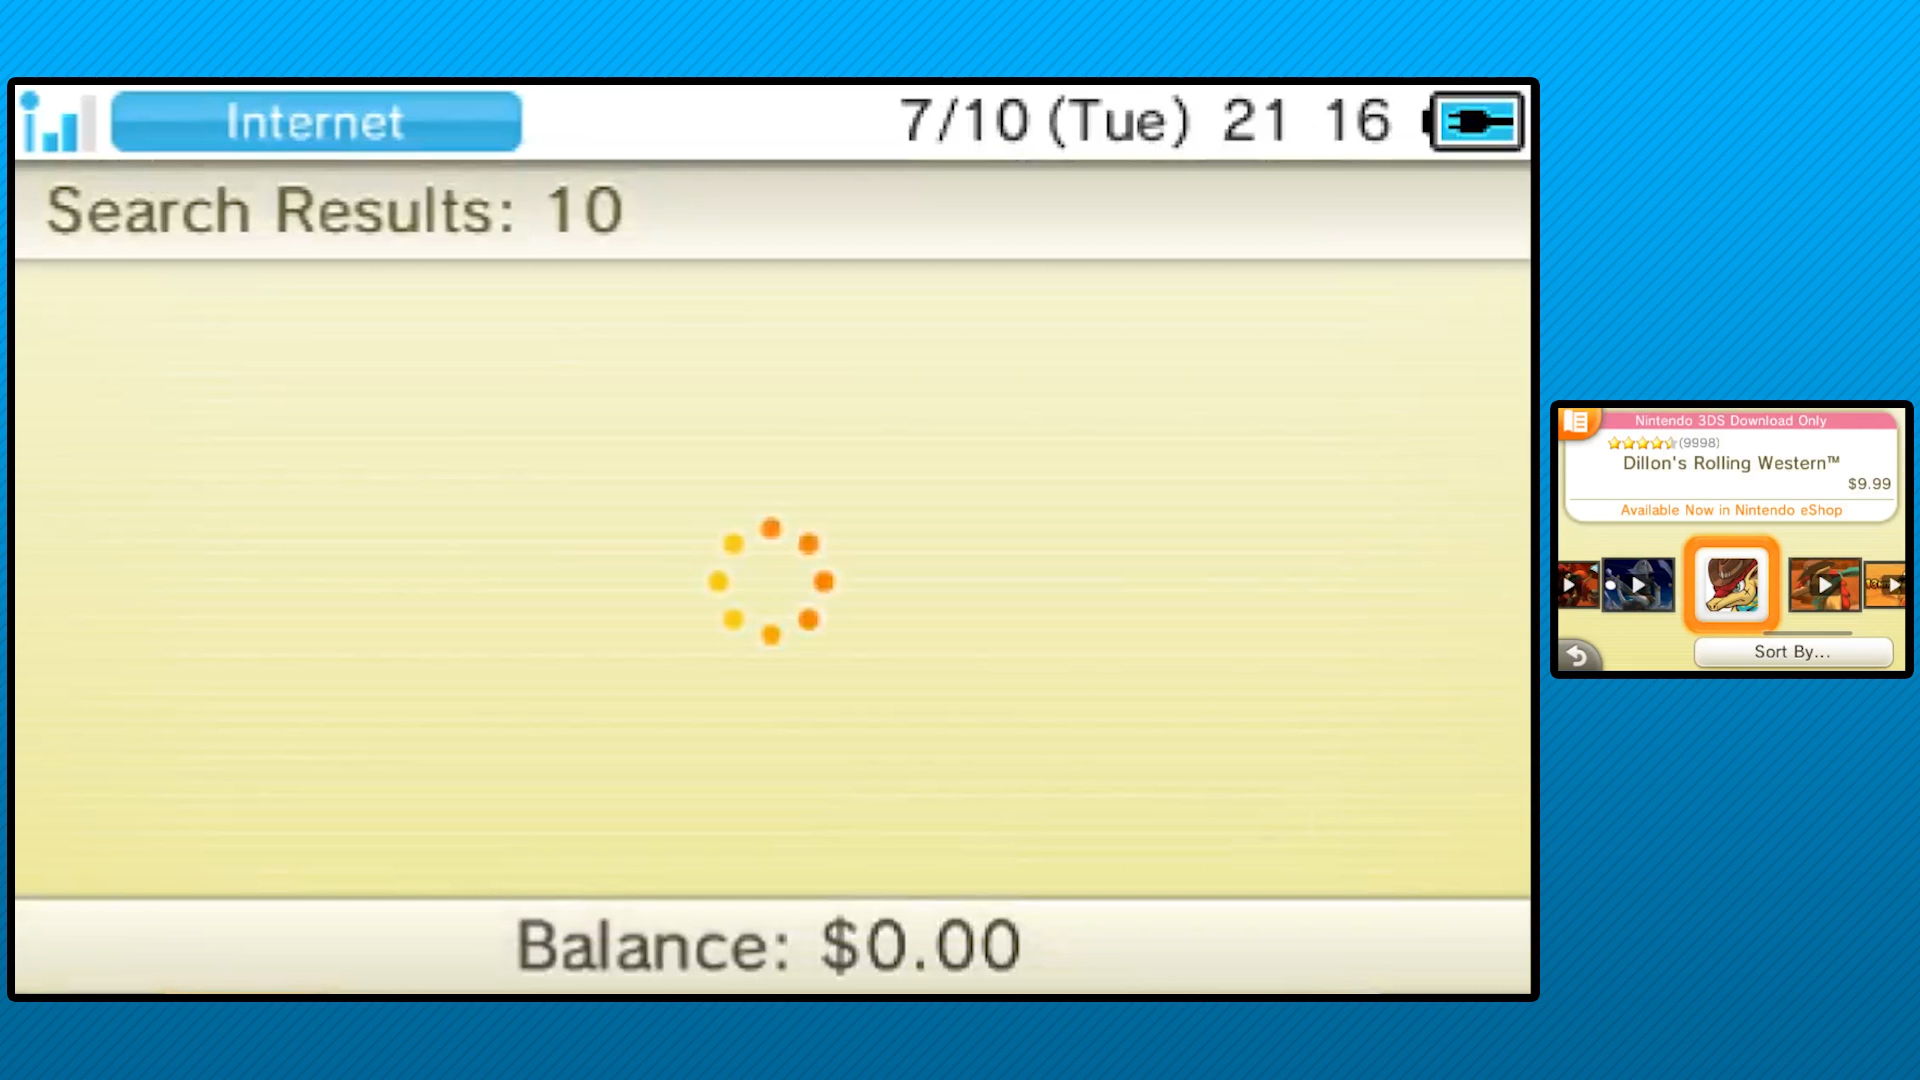 Internet
7/10 (Tue) 21 16
Search Results: 10
Balance: $0.00
Nintendo 3DS Download Only
(9998)
Dillon's Rolling Western™
$9.99
Available Now in Nintendo eShop
Sort By...